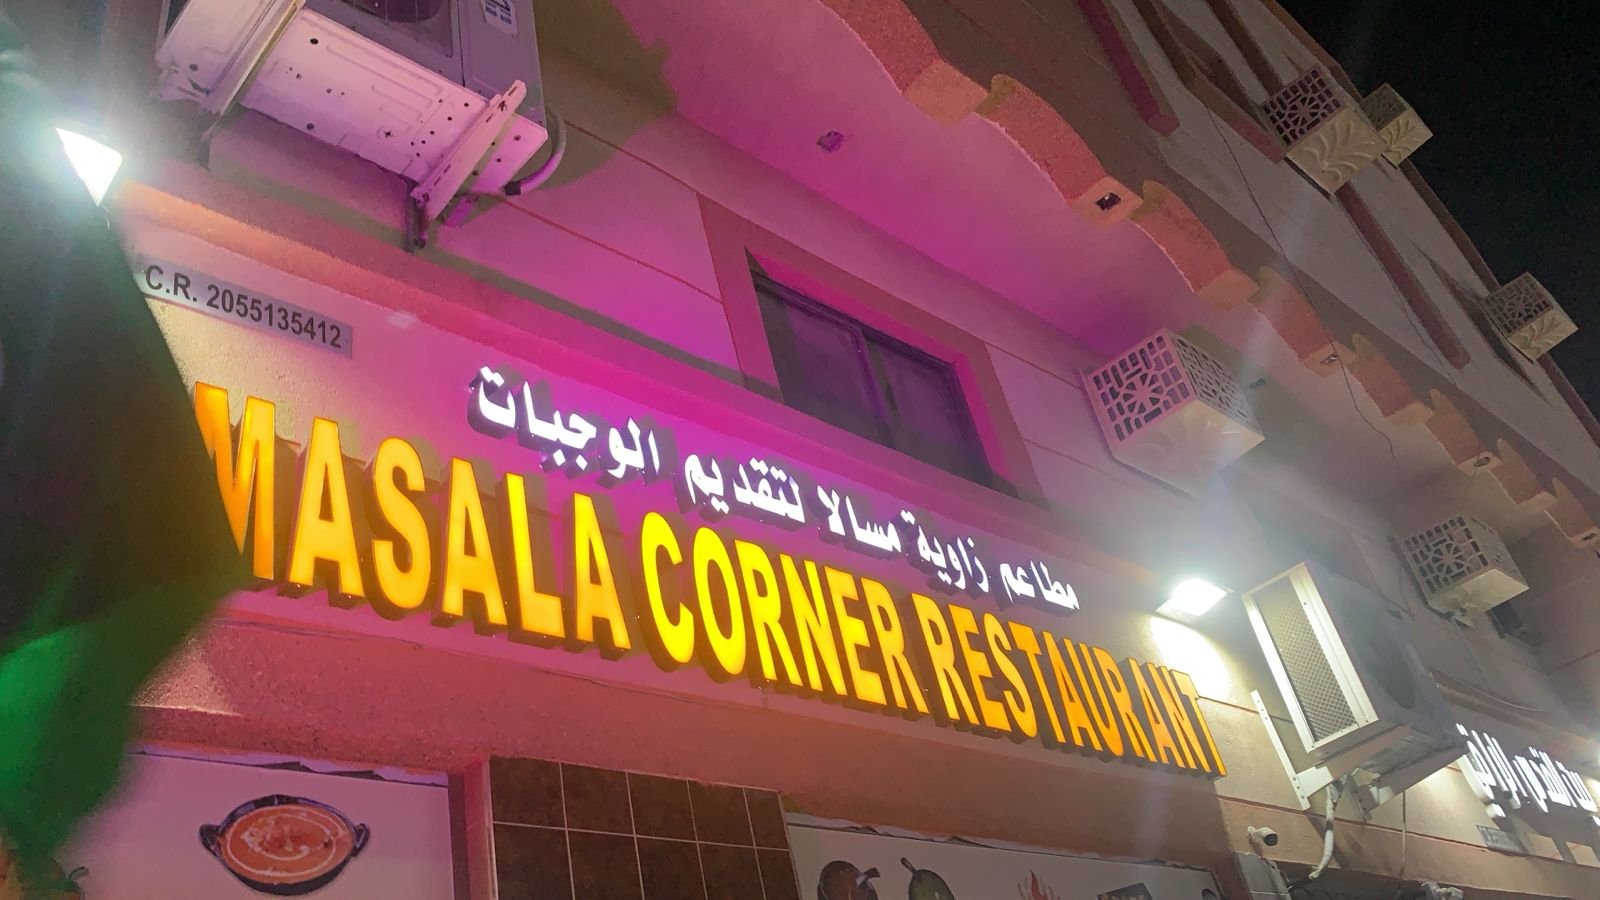 C.R. 2055135412
مطاعم زاوية مسالا لتقديم الوجبات
MASALA CORNER RESTAURANT